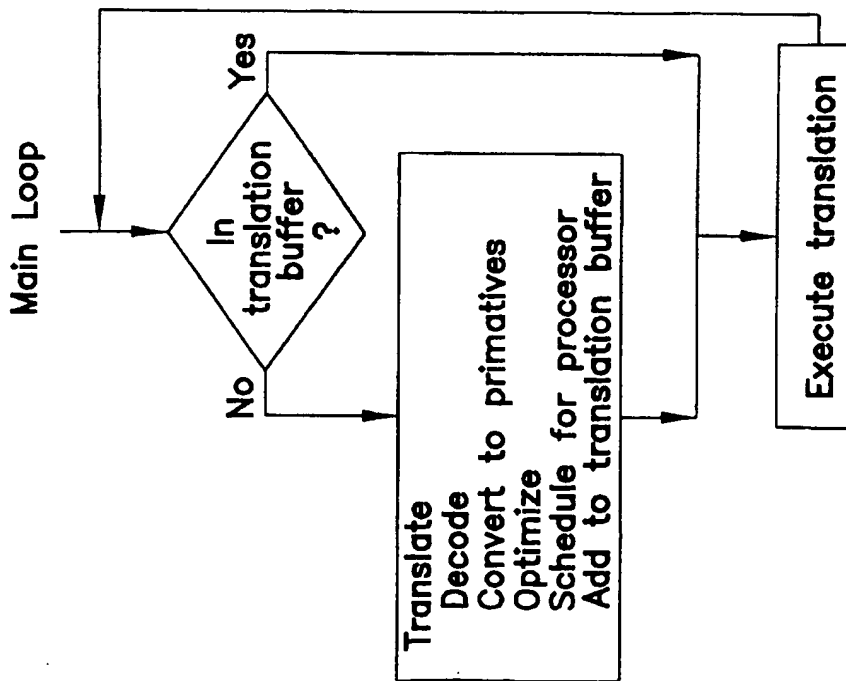 Main Loop
In
translation
buffer
?
Yes
No
Translate
Decode
Convert to primatives
Optimize
Schedule for processor
Add to translation buffer
Execute translation